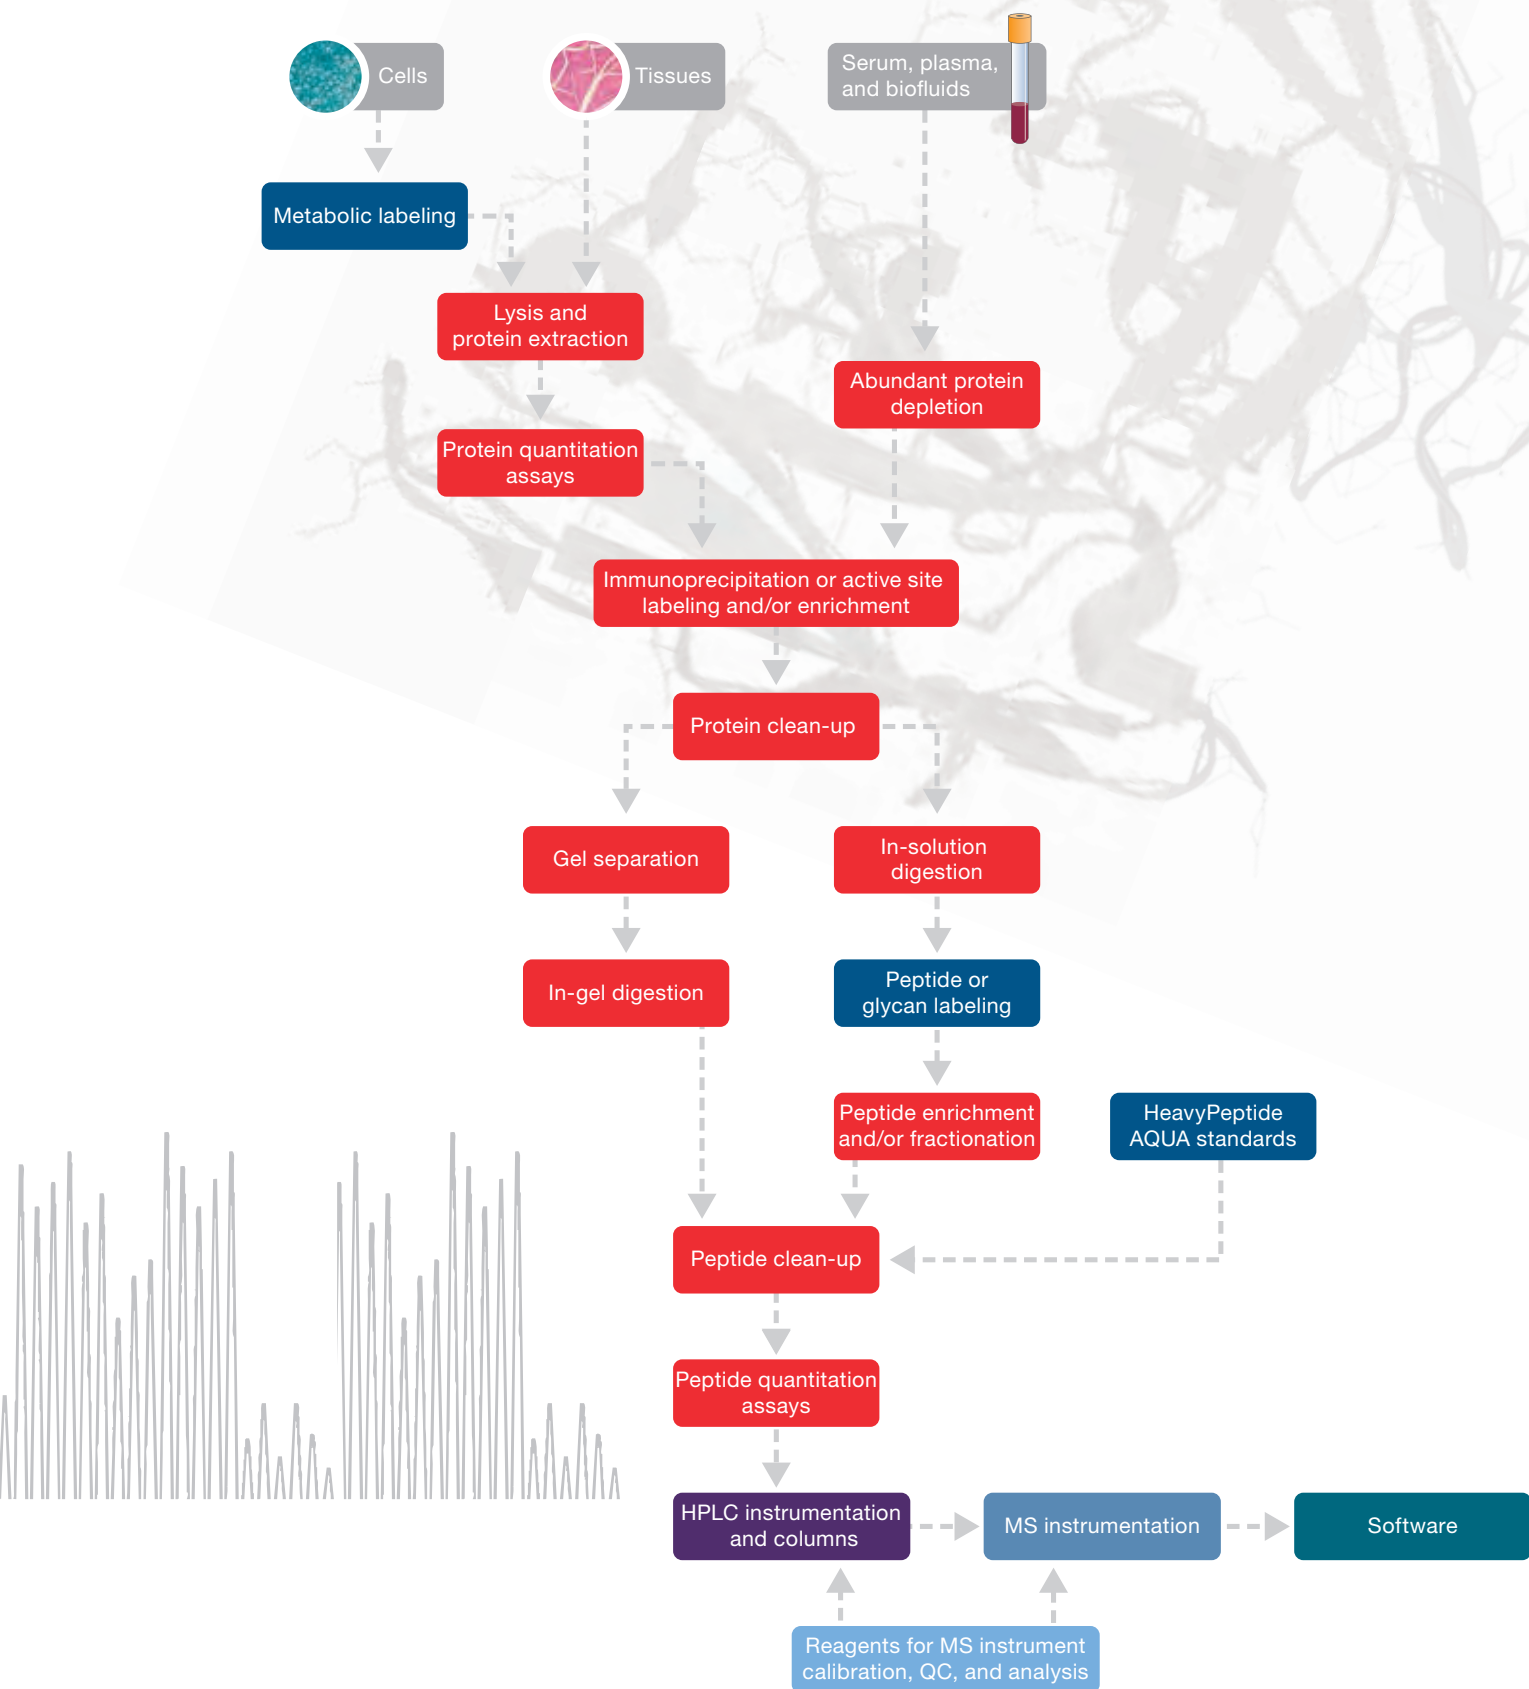 Cells
Tissues
Serum, plasma,
and biofluids
Metabolic labeling
Lysis and
protein extraction
Abundant protein
depletion
Protein quantitation
assays
Immunoprecipitation or active site
labeling and/or enrichment
Protein clean-up
Gel separation
In-solution
digestion
In-gel digestion
Peptide or
glycan labeling
Peptide enrichment
and/or fractionation
HeavyPeptide
AQUA standards
Peptide clean-up
Peptide quantitation
assays
HPLC instrumentation
and columns
MS instrumentation
Software
Reagents for MS instrument
calibration, QC, and analysis